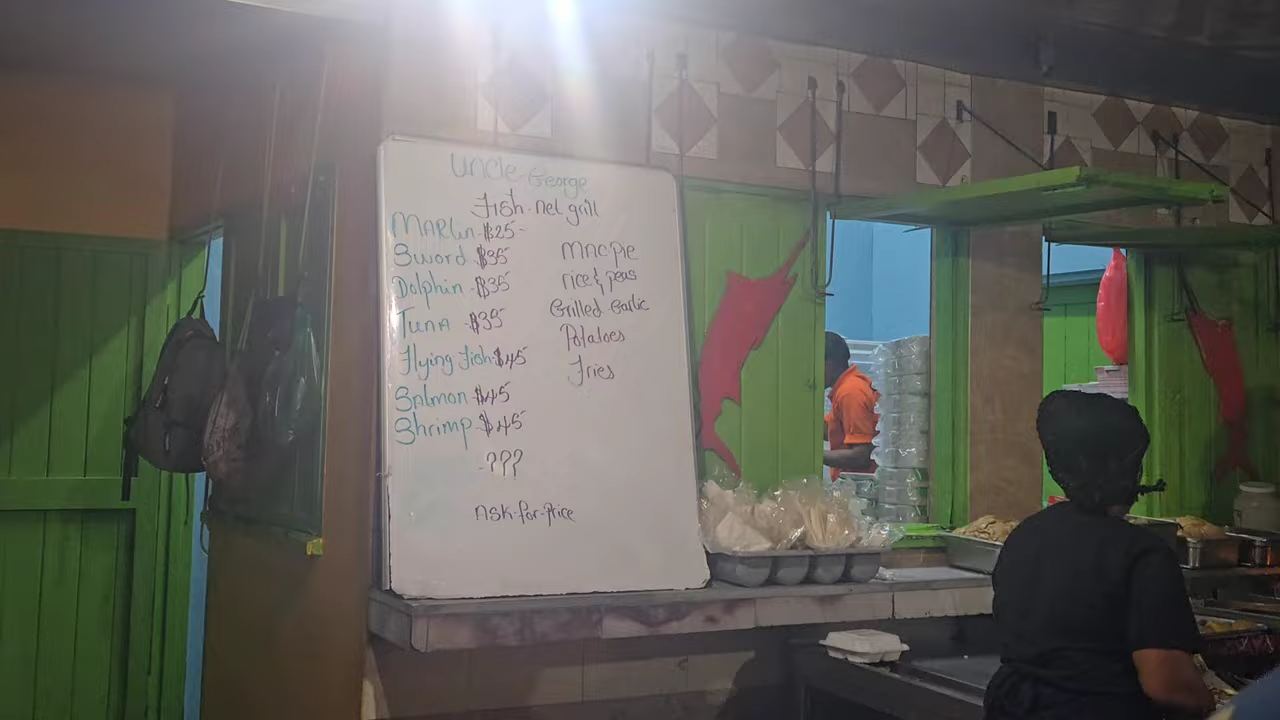 Uncle-George
Fish-net grill
Marlin-$25-
Sword-$35
Dolphin-$35
Tuna-$35
Flying Fish-$45
Salmon-$45
Shrimp-$45
-???
Ask-for-Price
Macpie
rice & peas
Grilled Garlic
Potatoes
Fries